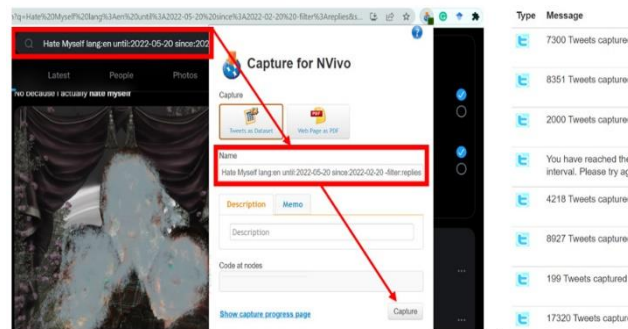 ?q=Hate%20Myself%20lang%3Aen%20until%3A2022-05-20%20since%3A2022-02-20%20-filter%3Areplies&s...
Hate Myself lang:en until:2022-05-20 since:202
Latest People Photos
No because I actually hate myself
Capture for NVivo
Capture
Tweets as Dataset Web Page as PDF
Name
Hate Myself lang:en until:2022-05-20 since:2022-02-20 -filter:replies
Description Memo
Description
Code at nodes
Show capture progress page
Capture
Type Message
7300 Tweets captured
8351 Tweets captured
2000 Tweets captured
You have reached the
interval. Please try ag
4218 Tweets captured
8927 Tweets captured
199 Tweets captured
17320 Tweets capture